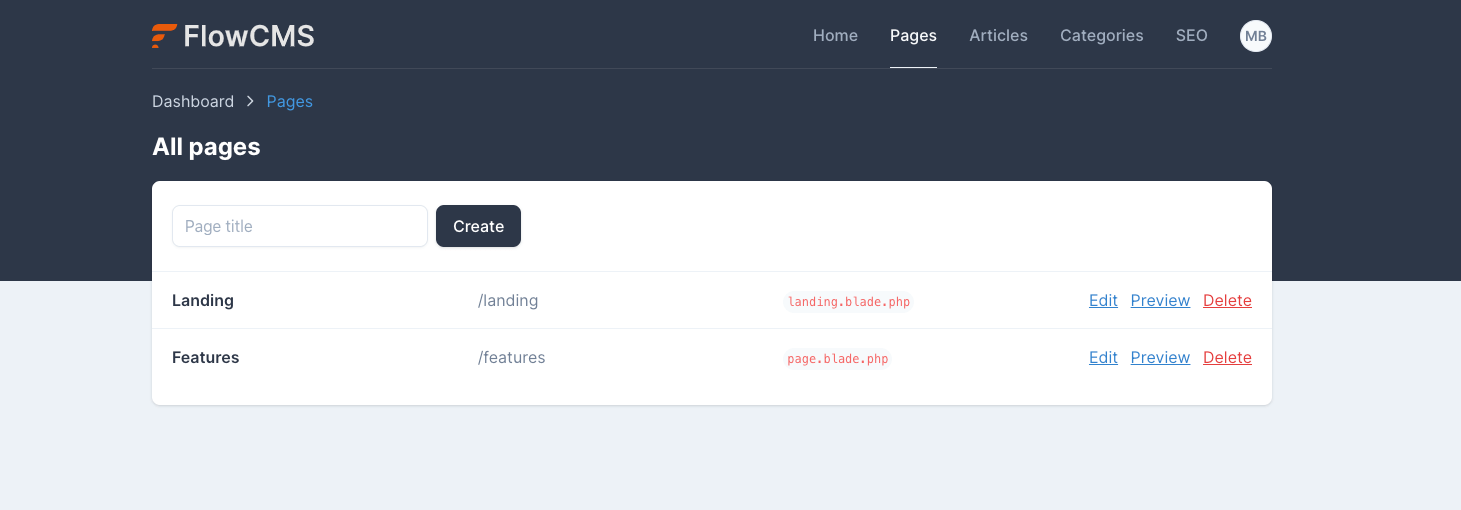 FlowCMS Home Pages Articles Categories SEO MB
Dashboard > Pages
All pages
Page title Create
Landing /landing landing.blade.php Edit Preview Delete
Features /features page.blade.php Edit Preview Delete